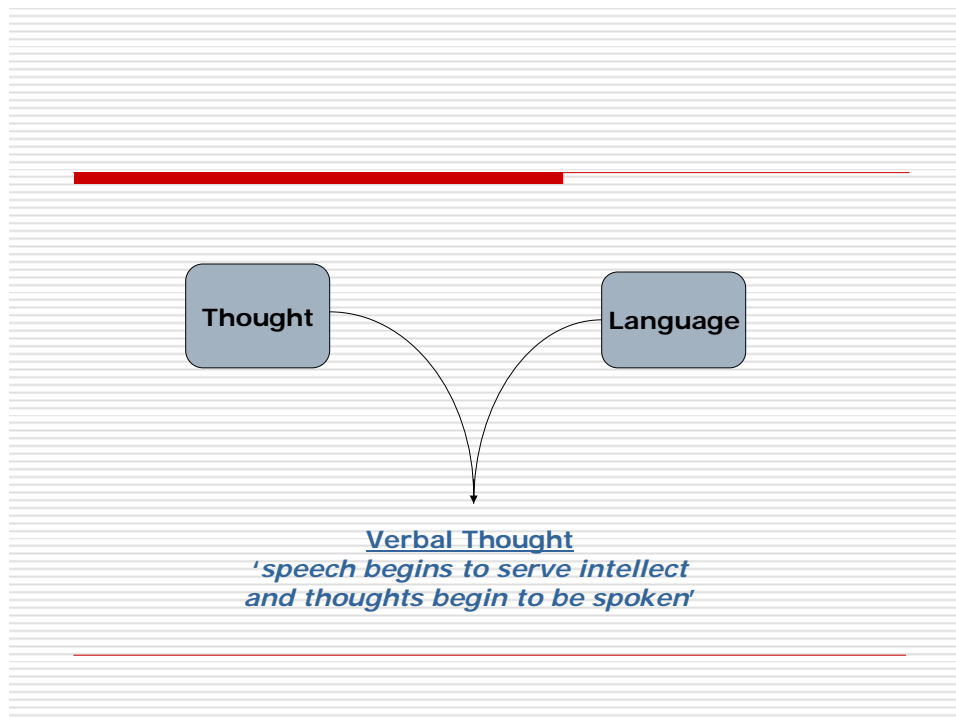 Thought
Language
Verbal Thought
‘speech begins to serve intellect
and thoughts begin to be spoken’